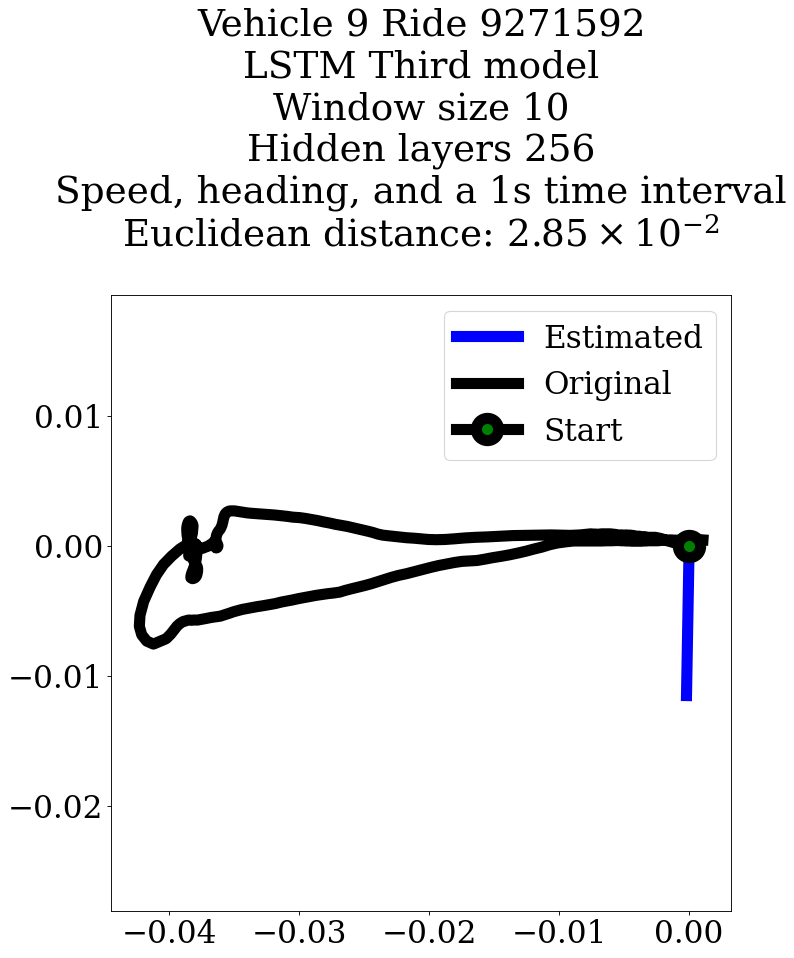 Vehicle 9 Ride 9271592
LSTM Third model
Window size 10
Hidden layers 256
Speed, heading, and a 1s time interval
Euclidean distance: 2.85 × 10⁻²
Estimated
Original
Start
0.01
0.00
−0.01
−0.02
−0.04 −0.03 −0.02 −0.01 0.00